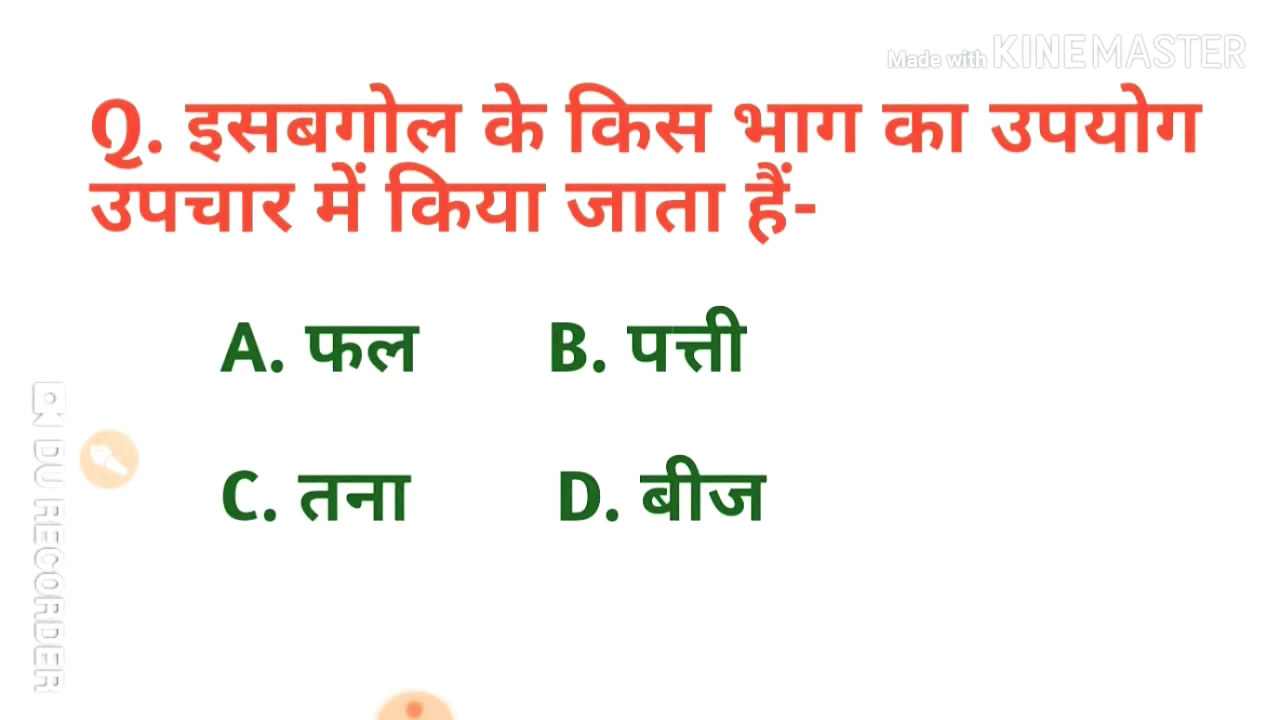 Made with KINEMASTER
Q. इसबगोल के किस भाग का उपयोग
उपचार में किया जाता हैं-
A. फल B. पत्ती
C. तना D. बीज
DU RECORDER